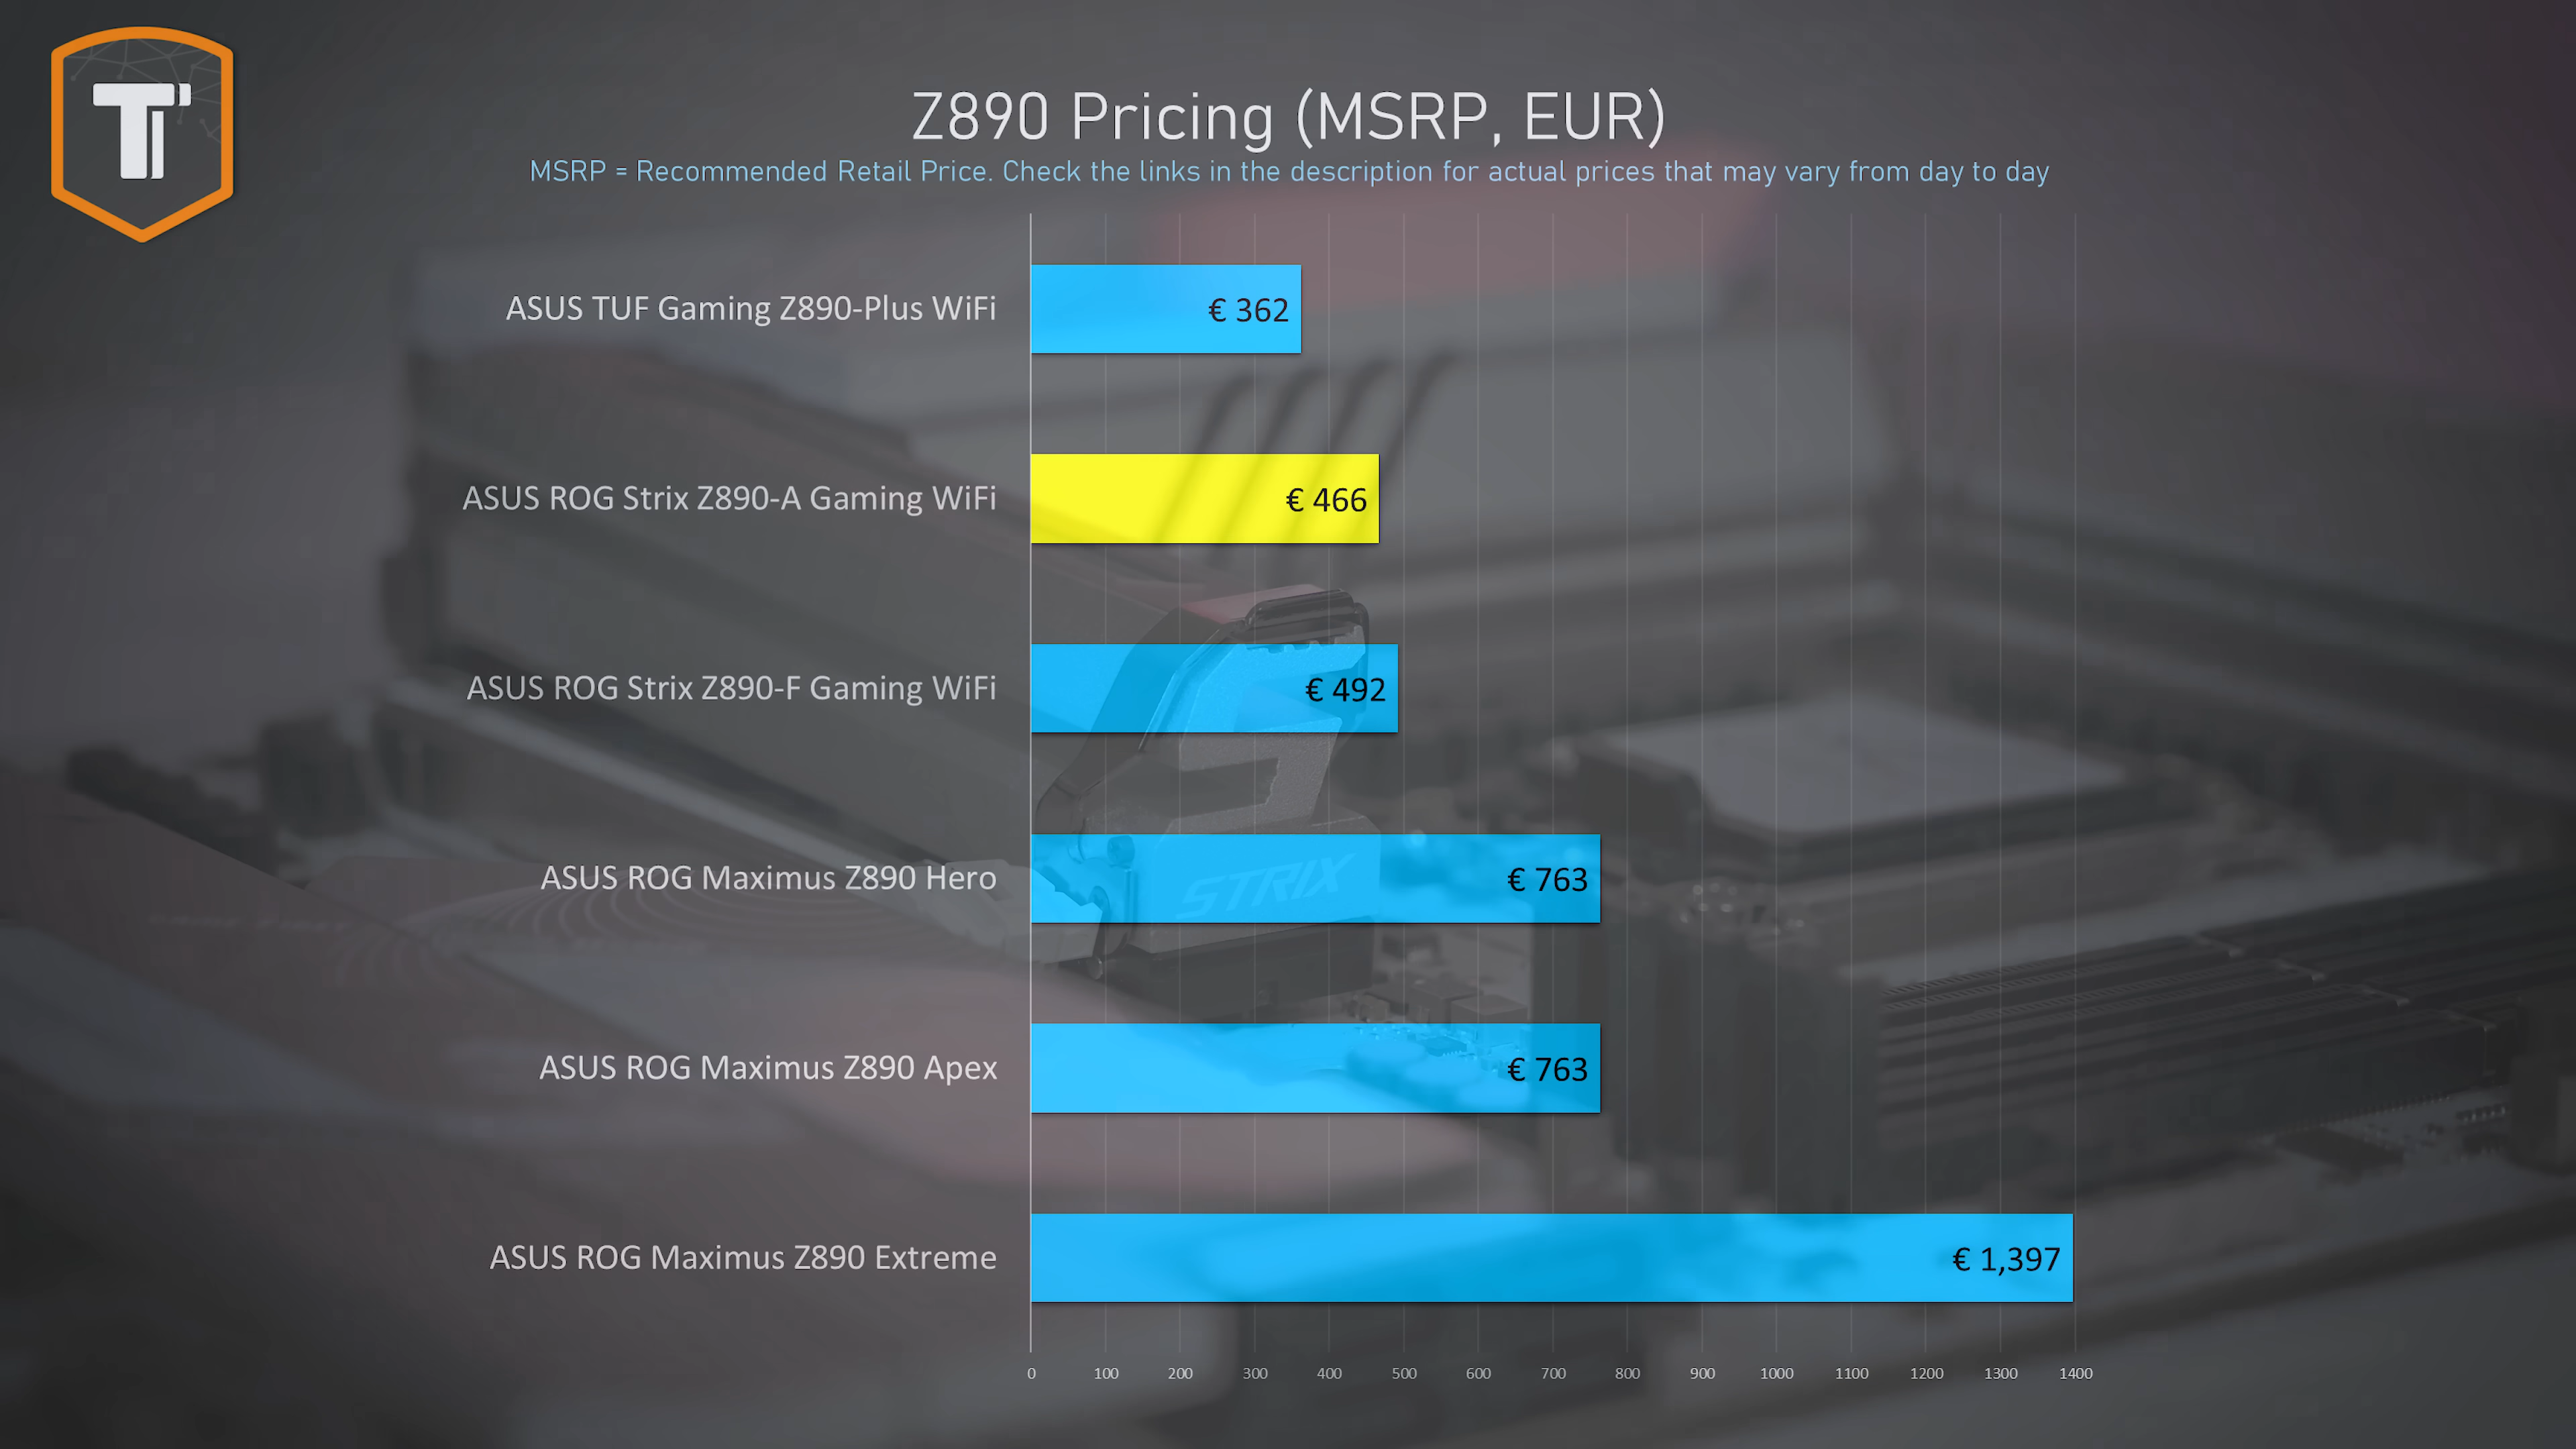 Z890 Pricing (MSRP, EUR)
MSRP = Recommended Retail Price. Check the links in the description for actual prices that may vary from day to day
ASUS TUF Gaming Z890-Plus WiFi € 362
ASUS ROG Strix Z890-A Gaming WiFi € 466
ASUS ROG Strix Z890-F Gaming WiFi € 492
ASUS ROG Maximus Z890 Hero € 763
STRIX
ASUS ROG Maximus Z890 Apex € 763
ASUS ROG Maximus Z890 Extreme € 1,397
0 100 200 300 400 500 600 700 800 900 1000 1100 1200 1300 1400